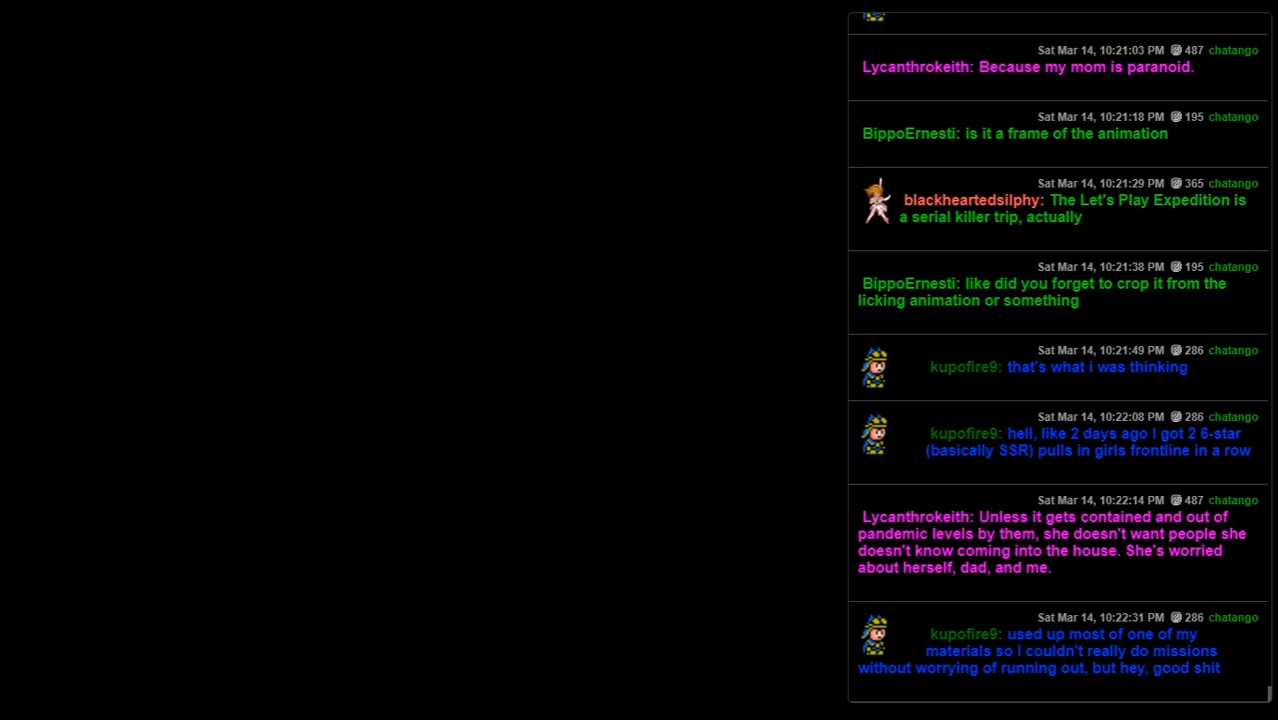 Sat Mar 14, 10:21:03 PM 487 chatango
Lycanthrokeith: Because my mom is paranoid.
Sat Mar 14, 10:21:18 PM 195 chatango
BippoErnesti: is it a frame of the animation
Sat Mar 14, 10:21:29 PM 365 chatango
blackheartedsilphy: The Let's Play Expedition is
a serial killer trip, actually
Sat Mar 14, 10:21:38 PM 195 chatango
BippoErnesti: like did you forget to crop it from the
licking animation or something
Sat Mar 14, 10:21:49 PM 286 chatango
kupofire9: that's what i was thinking
Sat Mar 14, 10:22:08 PM 286 chatango
kupofire9: hell, like 2 days ago I got 2 6-star
(basically SSR) pulls in girls frontline in a row
Sat Mar 14, 10:22:14 PM 487 chatango
Lycanthrokeith: Unless it gets contained and out of
pandemic levels by them, she doesn't want people she
doesn't know coming into the house. She's worried
about herself, dad, and me.
Sat Mar 14, 10:22:31 PM 286 chatango
kupofire9: used up most of one of my
materials so I couldn't really do missions
without worrying of running out, but hey, good shit